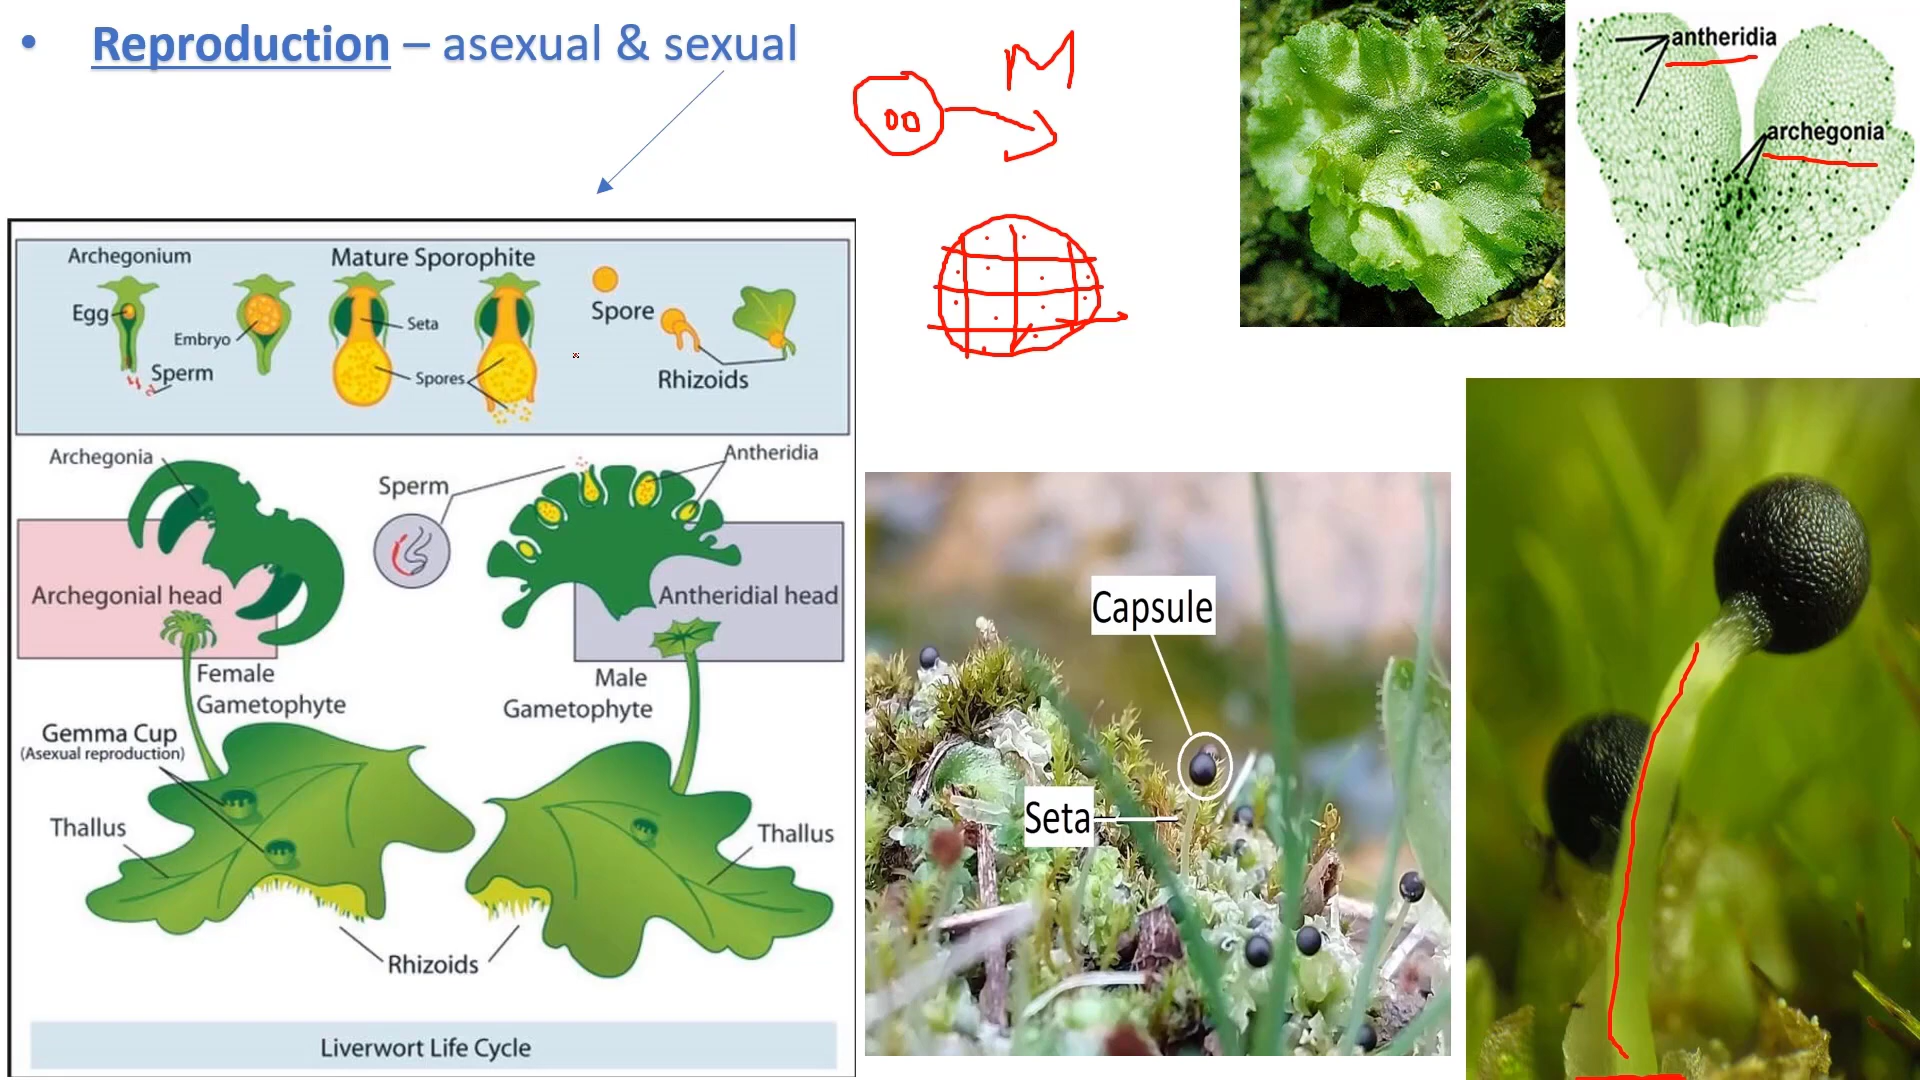 • Reproduction – asexual & sexual
M
antheridia
archegonia
Archegonium
Mature Sporophite
Egg
Embryo
Sperm
Seta
Spores
Spore
Rhizoids
Archegonia
Sperm
Antheridia
Archegonial head
Antheridial head
Female
Gametophyte
Male
Gametophyte
Gemma Cup
(Asexual reproduction)
Thallus
Thallus
Rhizoids
Liverwort Life Cycle
Capsule
Seta